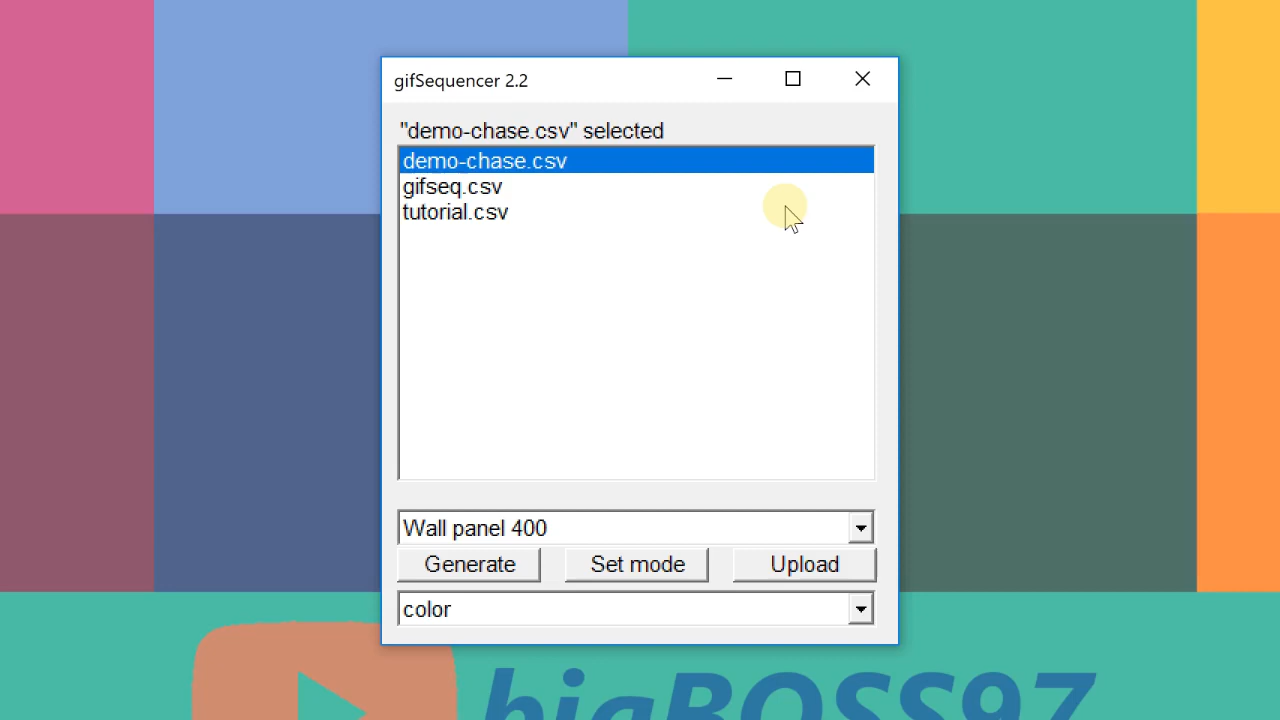 gifSequencer 2.2
"demo-chase.csv" selected
demo-chase.csv
gifseq.csv
tutorial.csv
Wall panel 400
Generate Set mode Upload
color
bigBOSS97